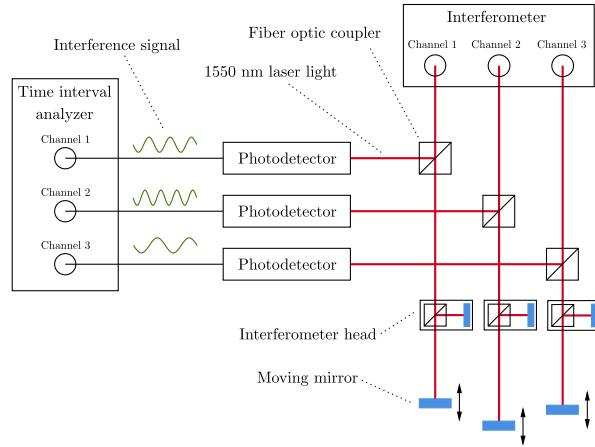 Interferometer
Channel 1
Channel 2
Channel 3
Fiber optic coupler
Interference signal
1550 nm laser light
Time interval
analyzer
Channel 1
Photodetector
Channel 2
Photodetector
Channel 3
Photodetector
Interferometer head
Moving mirror